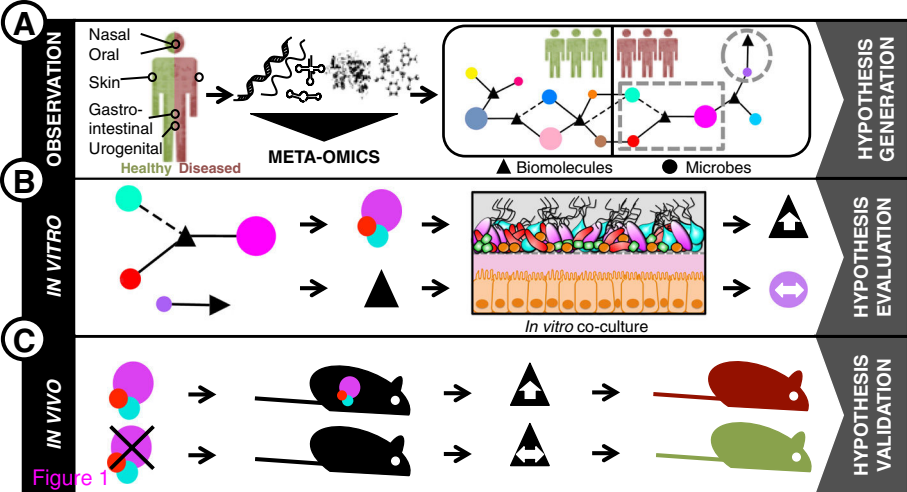 A
OBSERVATION
Nasal
Oral
Skin
Gastro-
intestinal
Urogenital
Healthy Diseased
META-OMICS
Biomolecules
Microbes
HYPOTHESIS
GENERATION
B
IN VITRO
In vitro co-culture
HYPOTHESIS
EVALUATION
C
IN VIVO
HYPOTHESIS
VALIDATION
Figure 1